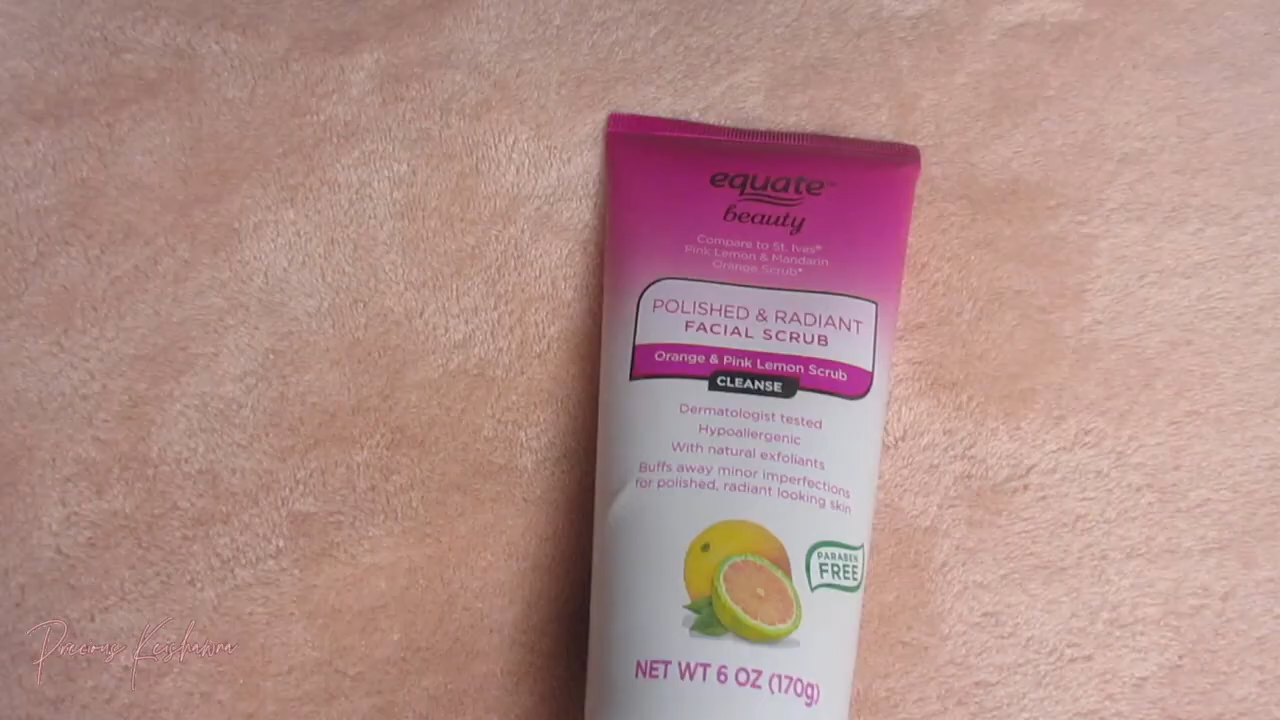 equate™
beauty
Compare to St. Ives®
Pink Lemon & Mandarin
Orange Scrub*
POLISHED & RADIANT
FACIAL SCRUB
Orange & Pink Lemon Scrub
CLEANSE
Dermatologist tested
Hypoallergenic
With natural exfoliants
Buffs away minor imperfections
for polished, radiant looking skin
PARABEN
FREE
NET WT 6 OZ (170g)
Precious Keishawna